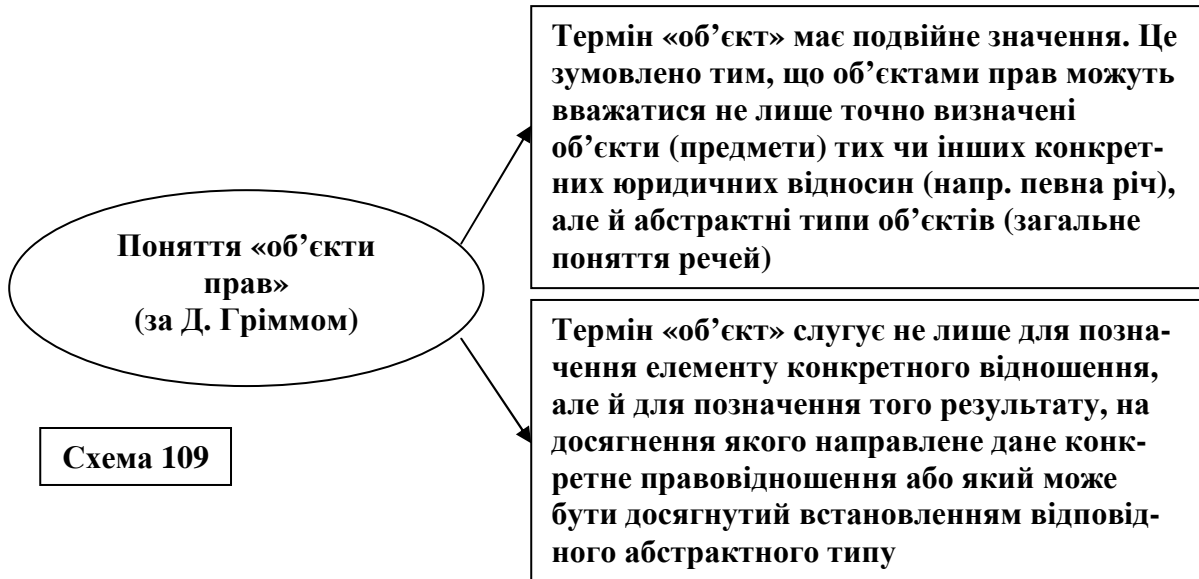 Термін «об’єкт» має подвійне значення. Це
зумовлено тим, що об’єктами прав можуть
вважатися не лише точно визначені
об’єкти (предмети) тих чи інших конкрет-
них юридичних відносин (напр. певна річ),
але й абстрактні типи об’єктів (загальне
поняття речей)
Поняття «об’єкти
прав»
(за Д. Гріммом)
Термін «об’єкт» слугує не лише для позна-
чення елементу конкретного відношення,
але й для позначення того результату, на
досягнення якого направлене дане конк-
ретне правовідношення або який може
бути досягнутий встановленням відповід-
ного абстрактного типу
Схема 109